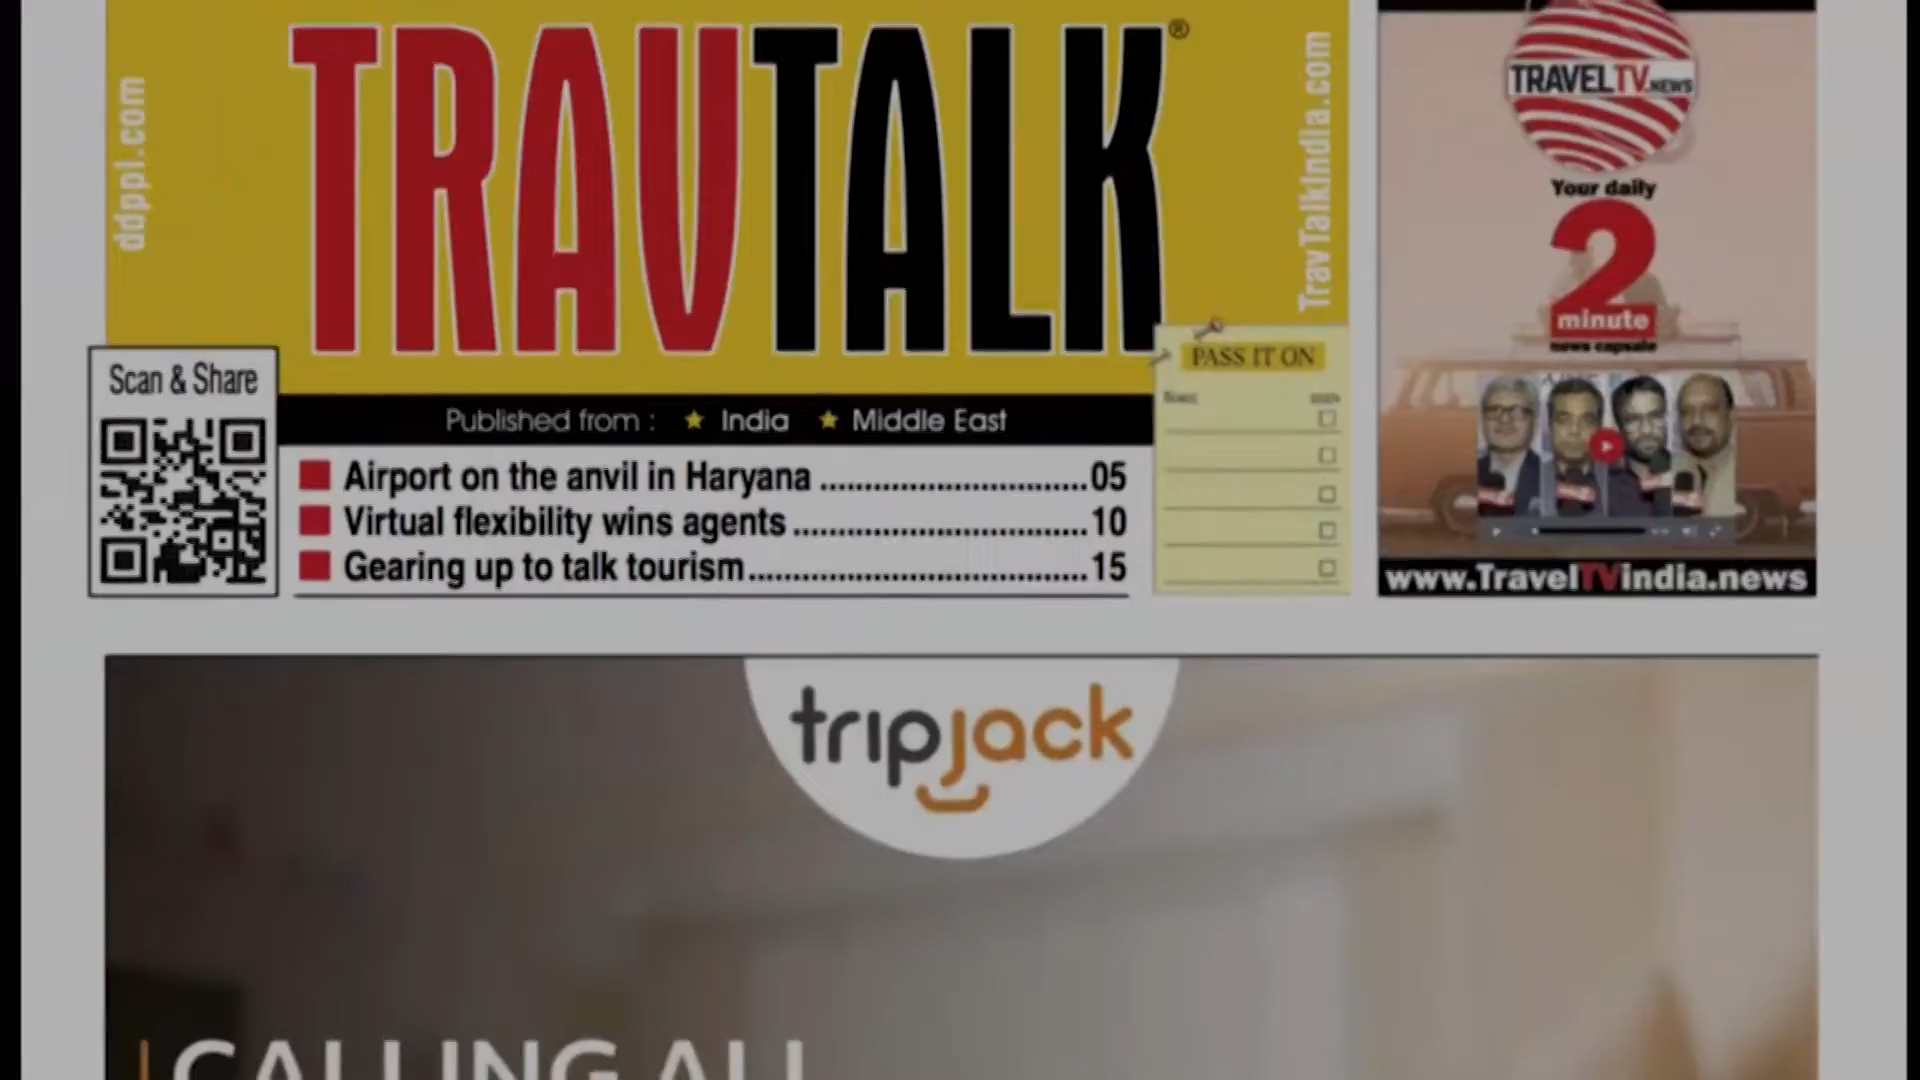 ddppl.com
TRAVTALK®
TravTalkIndia.com
Scan & Share
Published from : ★ India ★ Middle East
Airport on the anvil in Haryana ................................05
Virtual flexibility wins agents ...................................10
Gearing up to talk tourism........................................15
PASS IT ON
TRAVELTV.NEWS
Your daily
2
minute
news capsule
www.TravelTVindia.news
tripjack
CALLING ALL